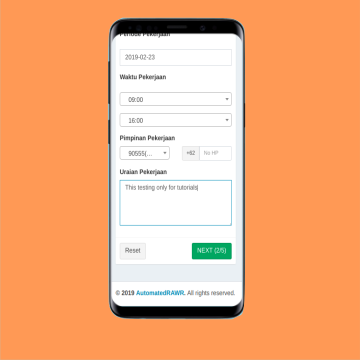 Periode Pekerjaan
2019-02-23
Waktu Pekerjaan
09:00
16:00
Pimpinan Pekerjaan
90555(... +62 No HP
Uraian Pekerjaan
This testing only for tutorials
Reset NEXT (2/5)
© 2019 AutomatedRAWR. All rights reserved.